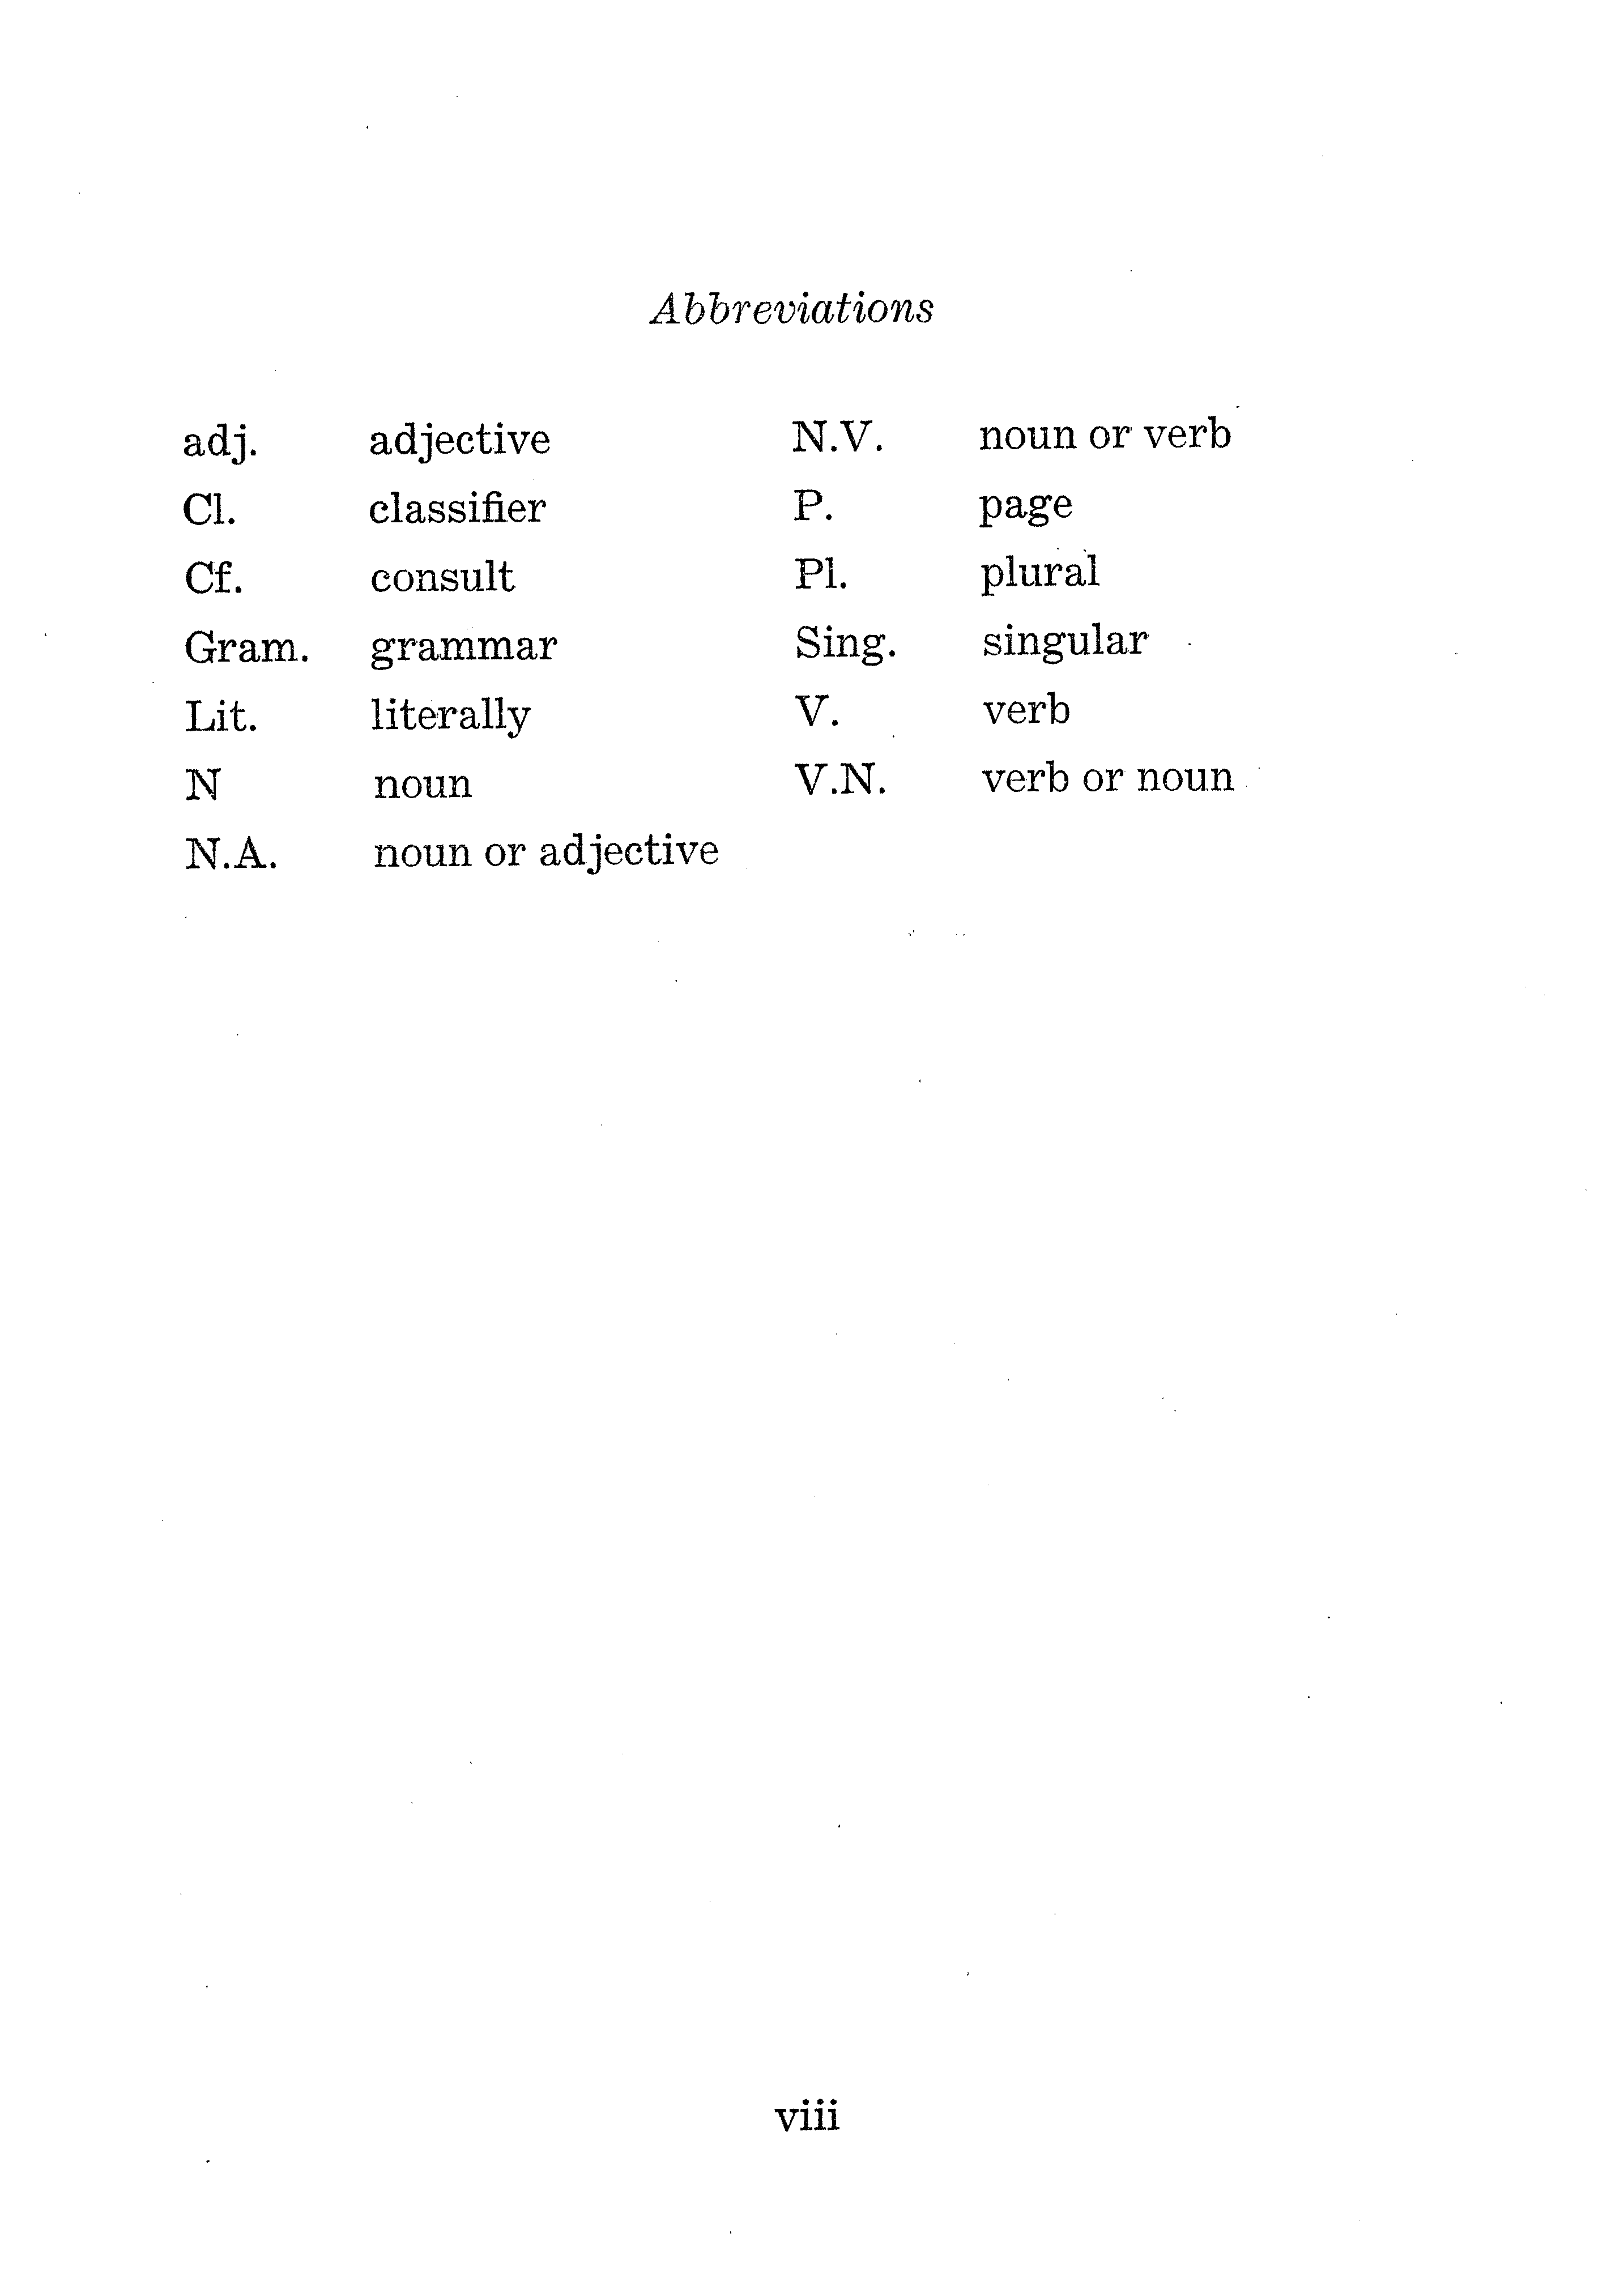 Abbreviations
adj. adjective N.V. noun or verb
Cl. classifier P. page
Cf. consult Pl. plural
Gram. grammar Sing. singular
Lit. literally V. verb
N noun V.N. verb or noun
N.A. noun or adjective
viii